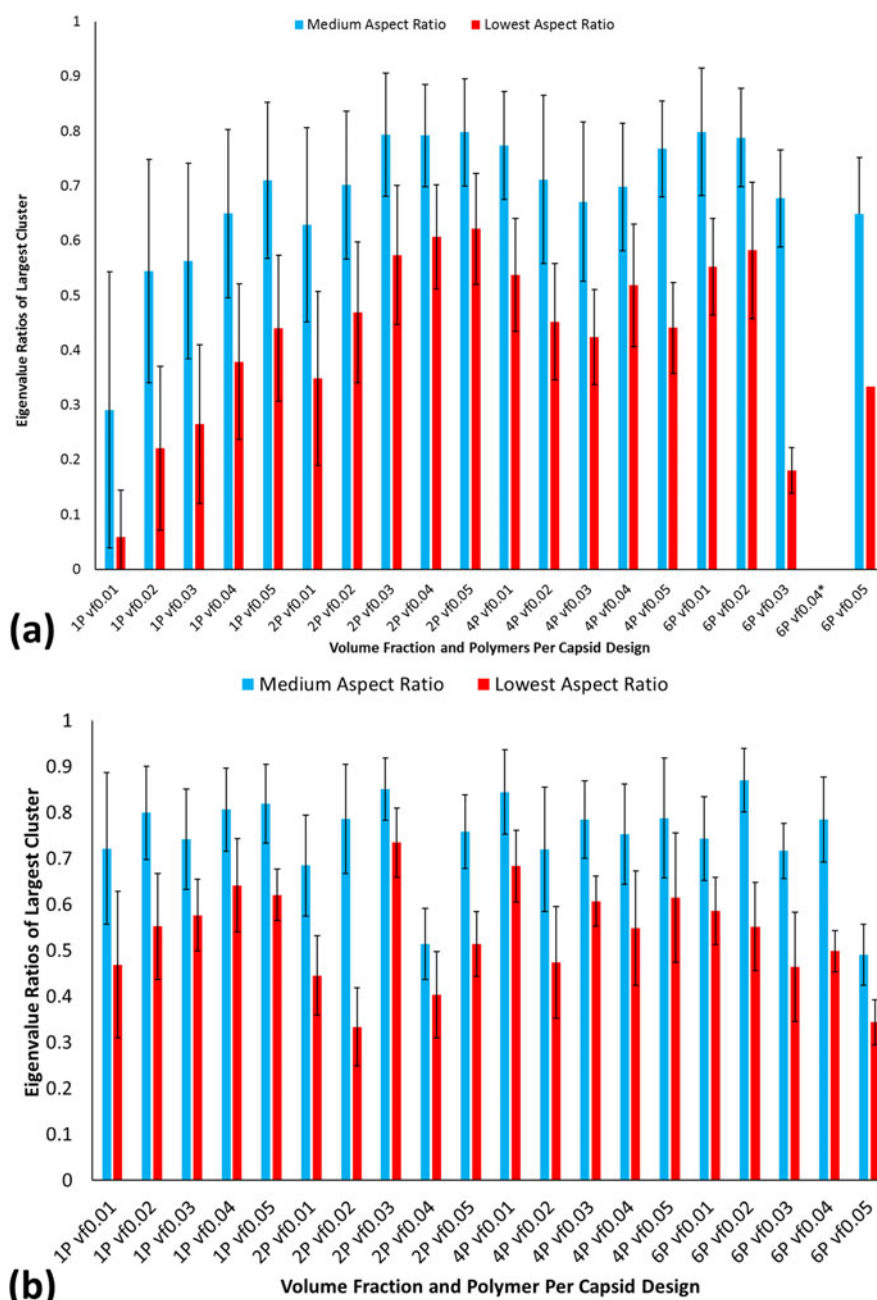 Medium Aspect Ratio Lowest Aspect Ratio
Eigenvalue Ratios of Largest Cluster
1
0.9
0.8
0.7
0.6
0.5
0.4
0.3
0.2
0.1
0
1P vf0.01 1P vf0.02 1P vf0.03 1P vf0.04 1P vf0.05 2P vf0.01 2P vf0.02 2P vf0.03 2P vf0.04 2P vf0.05 4P vf0.01 4P vf0.02 4P vf0.03 4P vf0.04 4P vf0.05 6P vf0.01 6P vf0.02 6P vf0.03 6P vf0.04* 6P vf0.05
Volume Fraction and Polymers Per Capsid Design
(a)
Medium Aspect Ratio Lowest Aspect Ratio
Eigenvalue Ratios of Largest Cluster
1
0.9
0.8
0.7
0.6
0.5
0.4
0.3
0.2
0.1
0
1P vf0.01 1P vf0.02 1P vf0.03 1P vf0.04 1P vf0.05 2P vf0.01 2P vf0.02 2P vf0.03 2P vf0.04 2P vf0.05 4P vf0.01 4P vf0.02 4P vf0.03 4P vf0.04 4P vf0.05 6P vf0.01 6P vf0.02 6P vf0.03 6P vf0.04 6P vf0.05
Volume Fraction and Polymer Per Capsid Design
(b)